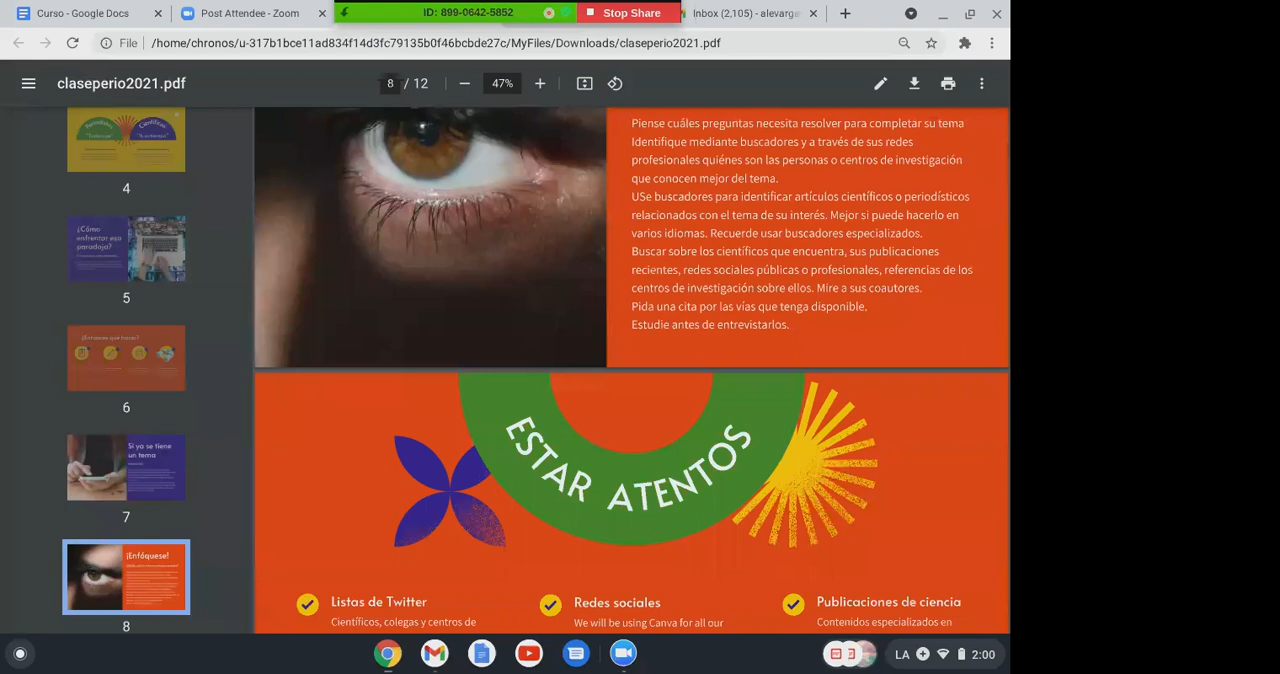 Curso - Google Docs
Post Attendee - Zoom
ID: 899-0642-5852
Stop Share
Inbox (2,105) - alevarga
File
/home/chronos/u-317b1bce11ad834f14d3fc79135b0f46bcbde27c/MyFiles/Downloads/claseperio2021.pdf
claseperio2021.pdf
8 / 12
47%
4
¿Cómo
enfrentar esa
paradoja?
5
¿Entonces qué hacer?
6
Si ya se tiene
un tema
7
¡Enfóquese!
8
Piense cuáles preguntas necesita resolver para completar su tema
Identifique mediante buscadores y a través de sus redes
profesionales quiénes son las personas o centros de investigación
que conocen mejor del tema.
USe buscadores para identificar artículos científicos o periodísticos
relacionados con el tema de su interés. Mejor si puede hacerlo en
varios idiomas. Recuerde usar buscadores especializados.
Buscar sobre los científicos que encuentra, sus publicaciones
recientes, redes sociales públicas o profesionales, referencias de los
centros de investigación sobre ellos. Mire a sus coautores.
Pida una cita por las vías que tenga disponible.
Estudie antes de entrevistarlos.
ESTAR ATENTOS
Listas de Twitter
Científicos, colegas y centros de
Redes sociales
We will be using Canva for all our
Publicaciones de ciencia
Contenidos especializados en
LA
2:00